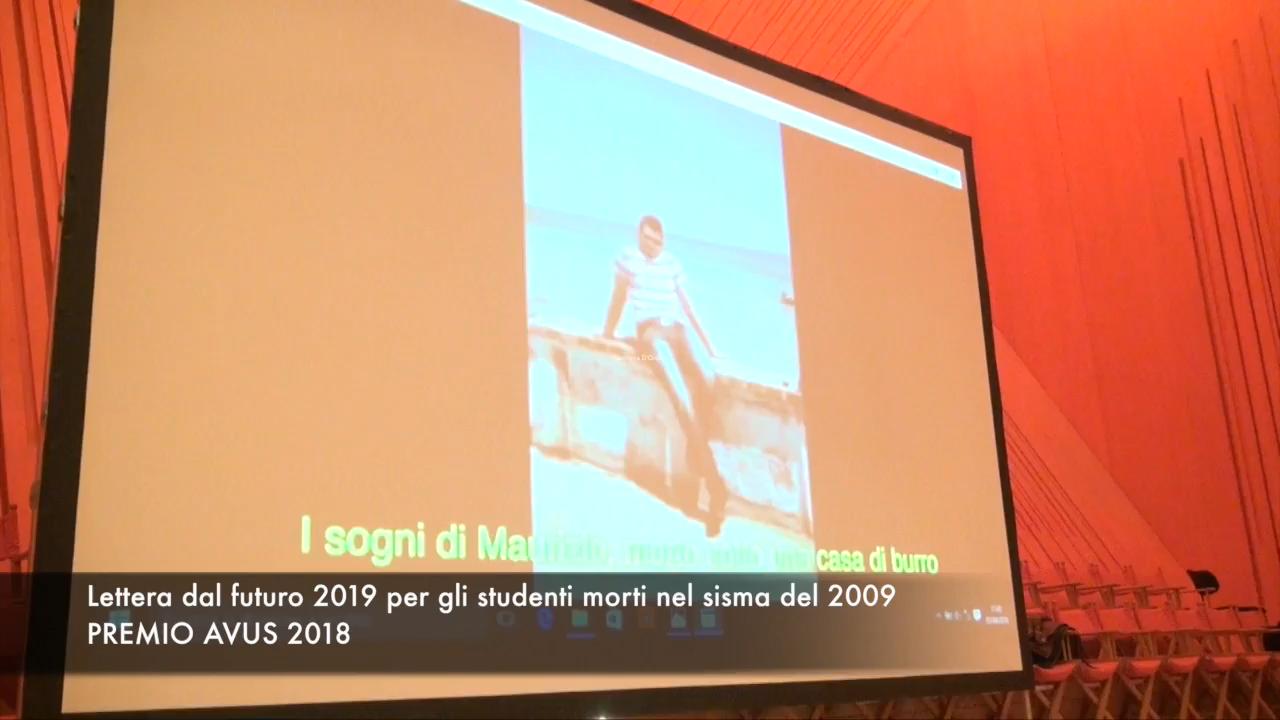 I sogni di casa di burro
Lettera dal futuro 2019 per gli studenti morti nel sisma del 2009
PREMIO AVUS 2018